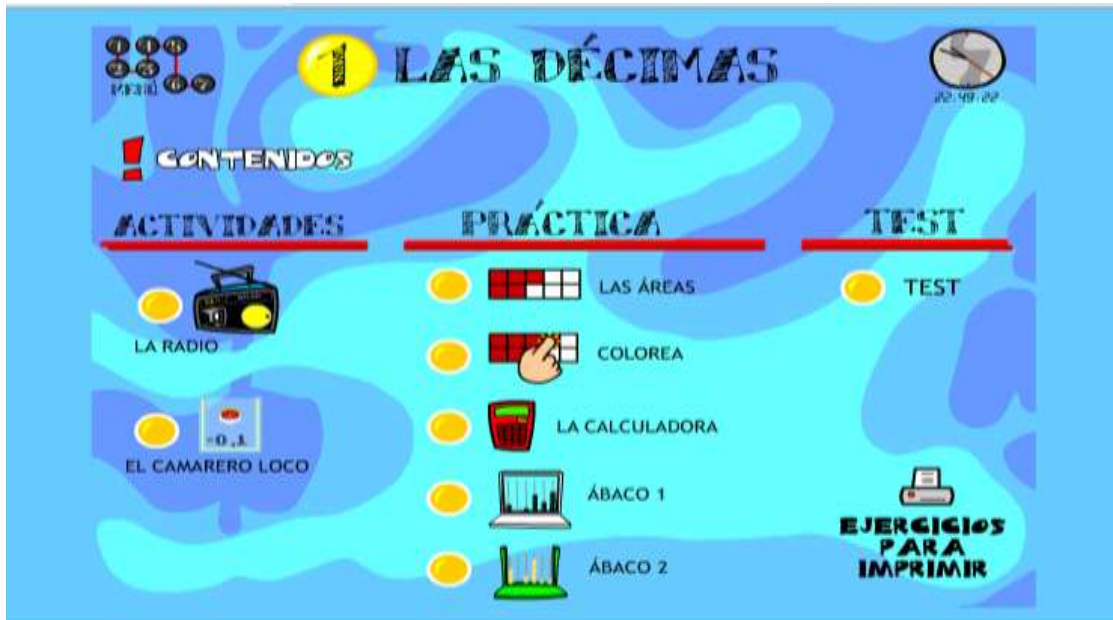 1 LAS DÉCIMAS
MENÚ
22:49:22
! CONTENIDOS
ACTIVIDADES
LA RADIO
EL CAMARERO LOCO
-0,1
PRÁCTICA
LAS ÁREAS
COLOREA
LA CALCULADORA
ÁBACO 1
ÁBACO 2
TEST
TEST
EJERCICIOS
PARA
IMPRIMIR